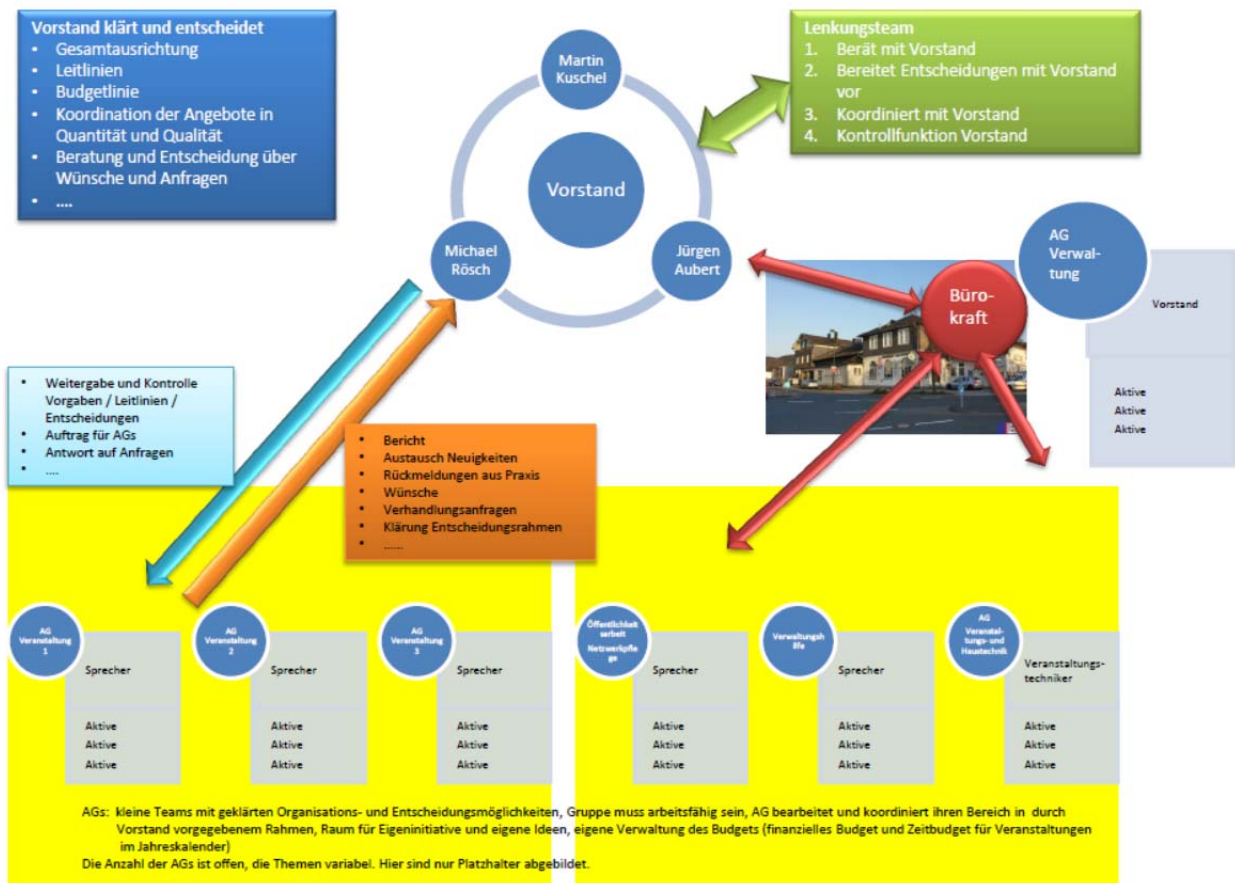 Vorstand klärt und entscheidet
• Gesamtausrichtung
• Leitlinien
• Budgetlinie
• Koordination der Angebote in
Quantität und Qualität
• Beratung und Entscheidung über
Wünsche und Anfragen
• ....
Martin
Kuschel
Vorstand
Michael
Rösch
Jürgen
Aubert
Lenkungsteam
1. Berät mit Vorstand
2. Bereitet Entscheidungen mit Vorstand
vor
3. Koordiniert mit Vorstand
4. Kontrollfunktion Vorstand
Büro-
kraft
AG
Verwal-
tung
Vorstand
Aktive
Aktive
Aktive
• Weitergabe und Kontrolle
Vorgaben / Leitlinien /
Entscheidungen
• Auftrag für AGs
• Antwort auf Anfragen
• ....
• Bericht
• Austausch Neuigkeiten
• Rückmeldungen aus Praxis
• Wünsche
• Verhandlungsanfragen
• Klärung Entscheidungsrahmen
• ......
AG
Veranstaltung
1
Sprecher
Aktive
Aktive
Aktive
AG
Veranstaltung
2
Sprecher
Aktive
Aktive
Aktive
AG
Veranstaltung
3
Sprecher
Aktive
Aktive
Aktive
Öffentlichkeit
sarbeit
Netzwerkpfle
ge
Sprecher
Aktive
Aktive
Aktive
Verwaltungsh
ilfe
Sprecher
Aktive
Aktive
Aktive
AG
Veranstal-
tungs- und
Haustechnik
Veranstaltungs-
techniker
Aktive
Aktive
Aktive
AGs: kleine Teams mit geklärten Organisations- und Entscheidungsmöglichkeiten, Gruppe muss arbeitsfähig sein, AG bearbeitet und koordiniert ihren Bereich in durch
Vorstand vorgegebenem Rahmen, Raum für Eigeninitiative und eigene Ideen, eigene Verwaltung des Budgets (finanzielles Budget und Zeitbudget für Veranstaltungen
im Jahreskalender)
Die Anzahl der AGs ist offen, die Themen variabel. Hier sind nur Platzhalter abgebildet.